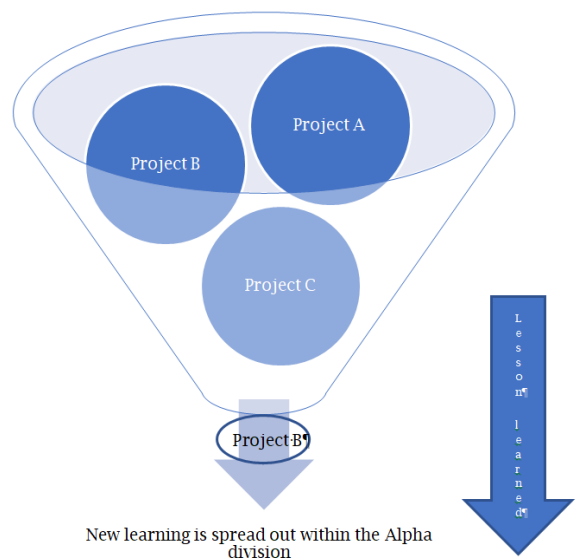 Project A
Project B
Project C
Project·B¶
New learning is spread out within the Alpha
division
Lesson¶
learned¶